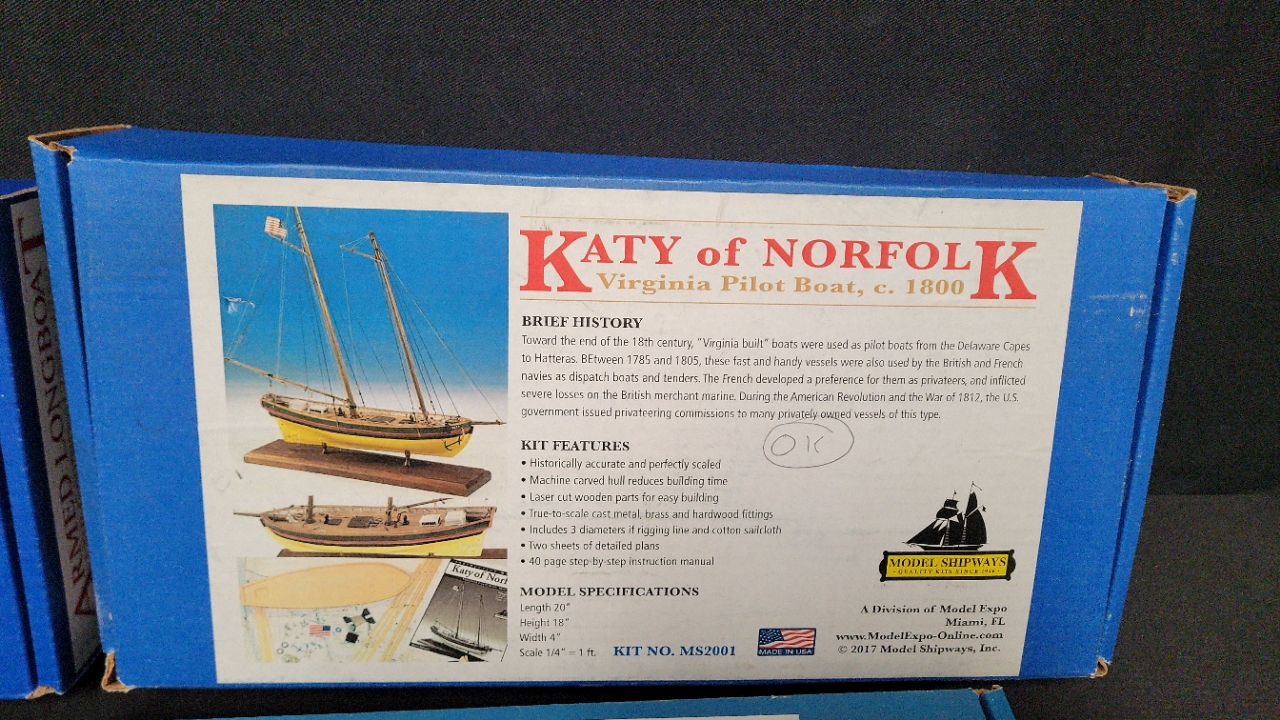 ARMED LONGBOAT
KATY of NORFOLK
Virginia Pilot Boat, c. 1800
BRIEF HISTORY
Toward the end of the 18th century, "Virginia built" boats were used as pilot boats from the Delaware Capes
to Hatteras. BEtween 1785 and 1805, these fast and handy vessels were also used by the British and French
navies as dispatch boats and tenders. The French developed a preference for them as privateers, and inflicted
severe losses on the British merchant marine. During the American Revolution and the War of 1812, the U.S.
government issued privateering commissions to many privately owned vessels of this type.
OK
KIT FEATURES
• Historically accurate and perfectly scaled
• Machine carved hull reduces building time
• Laser cut wooden parts for easy building
• True-to-scale cast metal, brass and hardwood fittings
• Includes 3 diameters if rigging line and cotton sailcloth
• Two sheets of detailed plans
• 40 page step-by-step instruction manual
MODEL SPECIFICATIONS
Length 20"
Height 18"
Width 4"
Scale 1/4" = 1 ft.
KIT NO. MS2001
MADE IN USA
Katy of Norf
MODEL SHIPWAYS
QUALITY KITS SINCE 1946
A Division of Model Expo
Miami, FL
www.ModelExpo-Online.com
© 2017 Model Shipways, Inc.